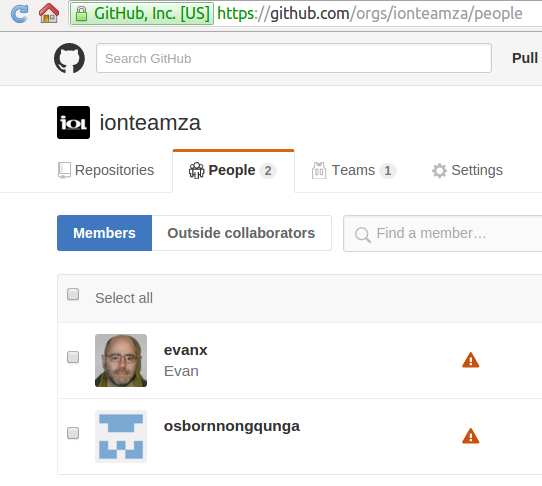 GitHub, Inc. [US] https://github.com/orgs/ionteamza/people
Search GitHub
Pull
iol ionteamza
Repositories People 2 Teams 1 Settings
Members Outside collaborators Find a member…
Select all
evanx
Evan
osbornnongqunga